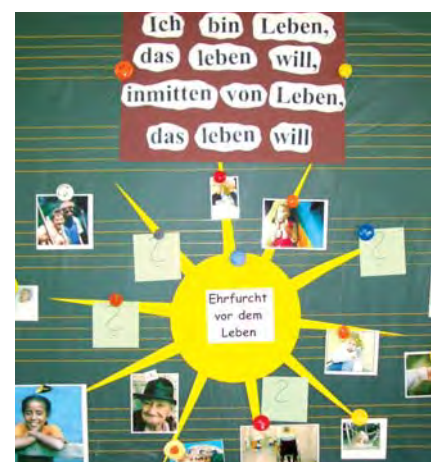 Ich bin Leben,
das leben will,
inmitten von Leben,
das leben will
Ehrfurcht
vor dem
Leben
?
?
?
?